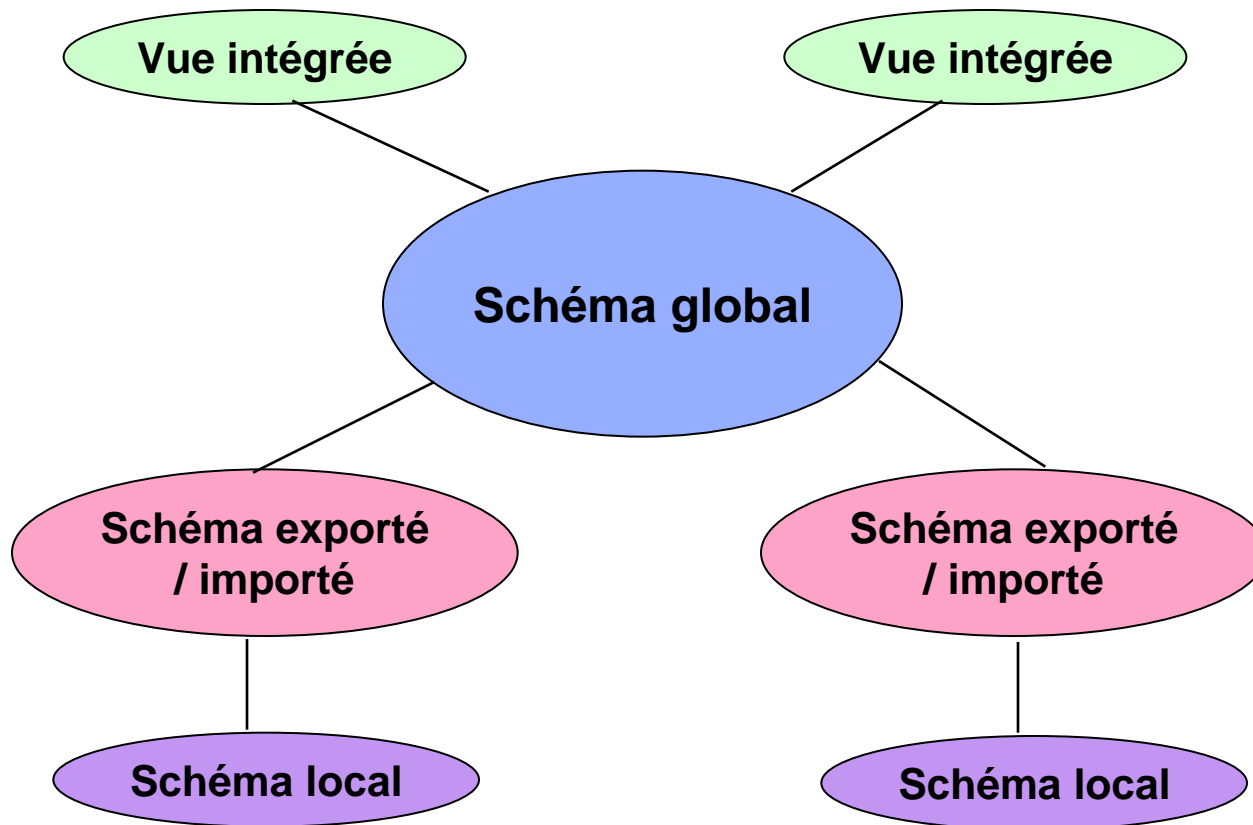 Vue intégrée
Vue intégrée
Schéma global
Schéma exporté
/ importé
Schéma exporté
/ importé
Schéma local
Schéma local